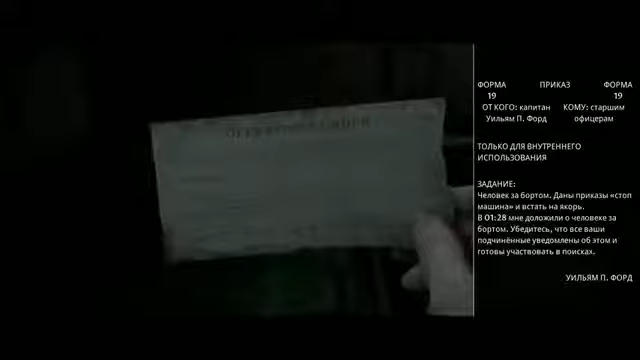 ФОРМА ПРИКАЗ ФОРМА
19 19
ОТ КОГО: капитан КОМУ: старшим
Уильям П. Форд офицерам
ТОЛЬКО ДЛЯ ВНУТРЕННЕГО
ИСПОЛЬЗОВАНИЯ
ЗАДАНИЕ:
Человек за бортом. Даны приказы «стоп
машина» и встать на якорь.
В 01:28 мне доложили о человеке за
бортом. Убедитесь, что все ваши
подчинённые уведомлены об этом и
готовы участвовать в поисках.
УИЛЬЯМ П. ФОРД